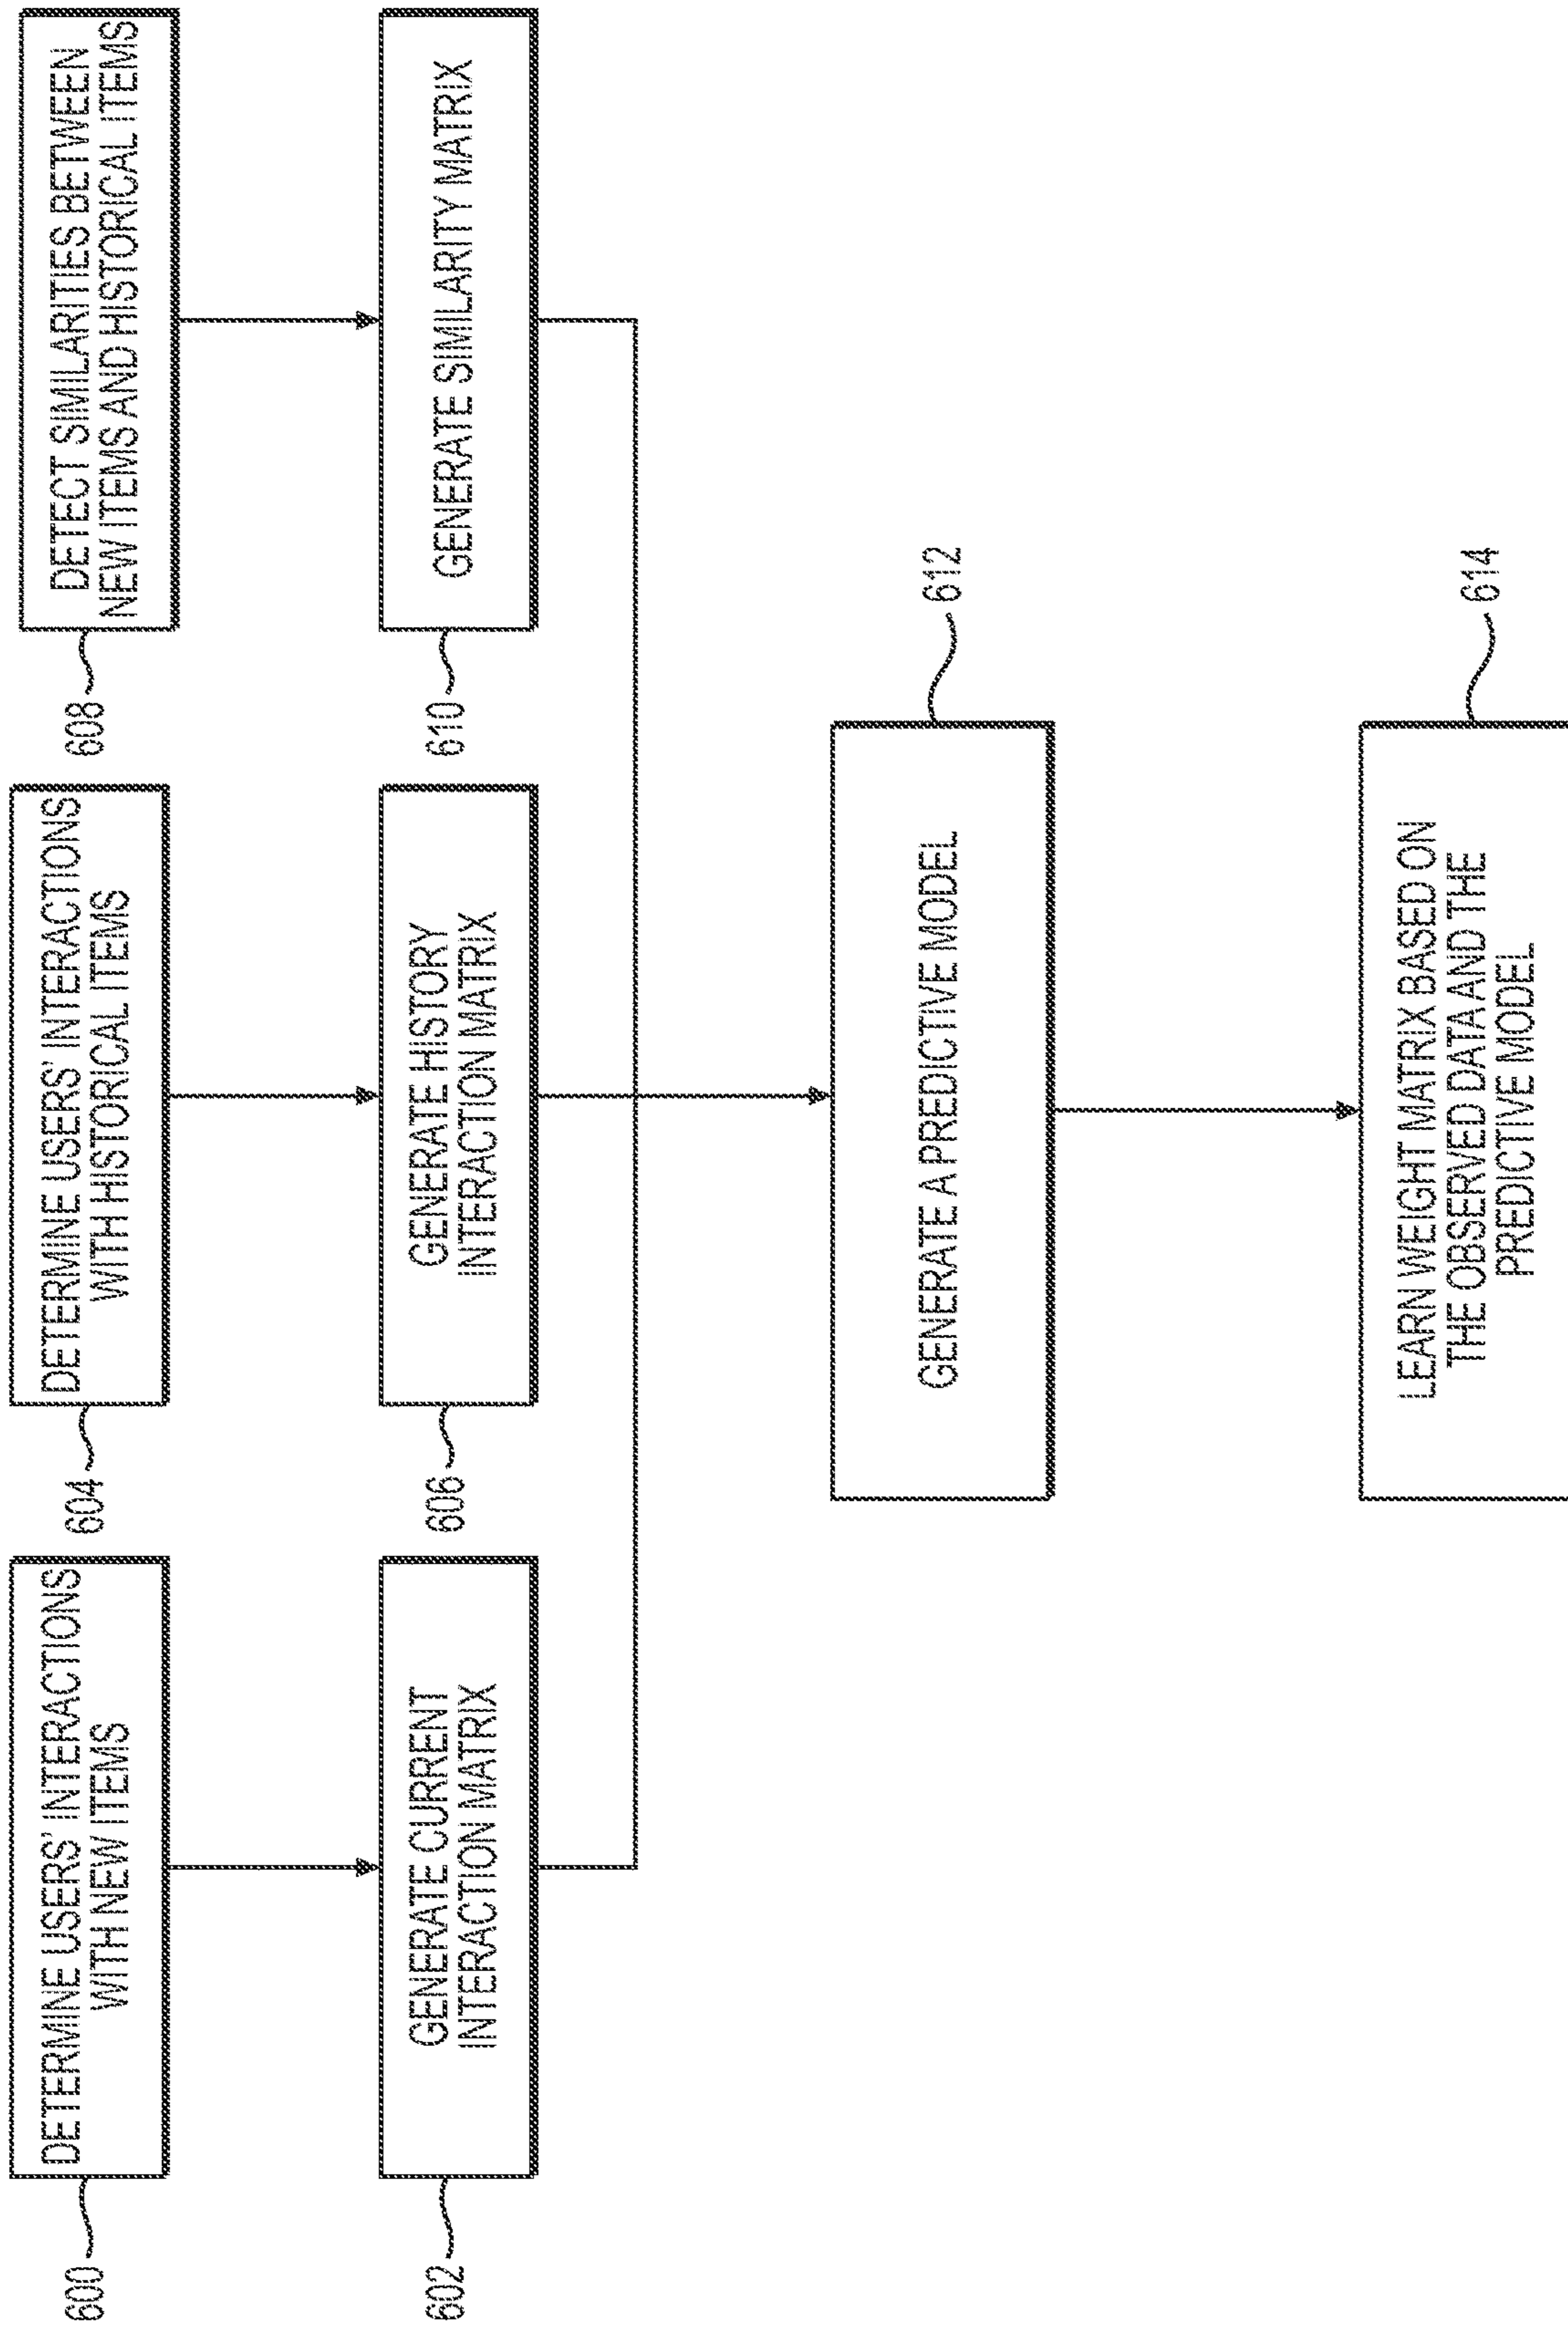 600
DETERMINE USERS' INTERACTIONS
WITH NEW ITEMS
604
DETERMINE USERS' INTERACTIONS
WITH HISTORICAL ITEMS
608
DETECT SIMILARITIES BETWEEN
NEW ITEMS AND HISTORICAL ITEMS
602
GENERATE CURRENT
INTERACTION MATRIX
606
GENERATE HISTORY
INTERACTION MATRIX
610
GENERATE SIMILARITY MATRIX
GENERATE A PREDICTIVE MODEL
612
LEARN WEIGHT MATRIX BASED ON
THE OBSERVED DATA AND THE
PREDICTIVE MODEL
614